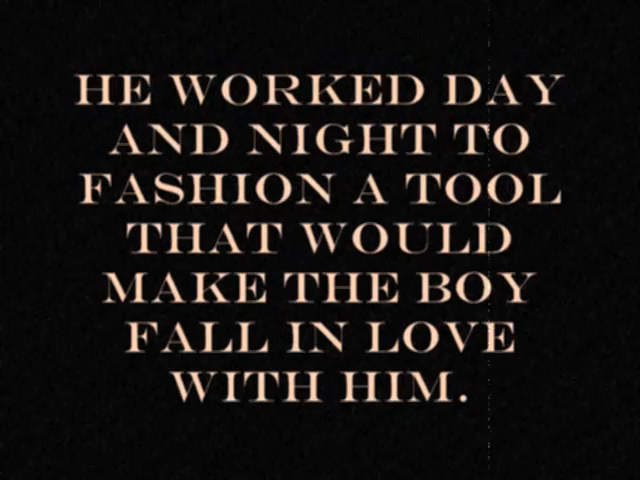 HE WORKED DAY
AND NIGHT TO
FASHION A TOOL
THAT WOULD
MAKE THE BOY
FALL IN LOVE
WITH HIM.